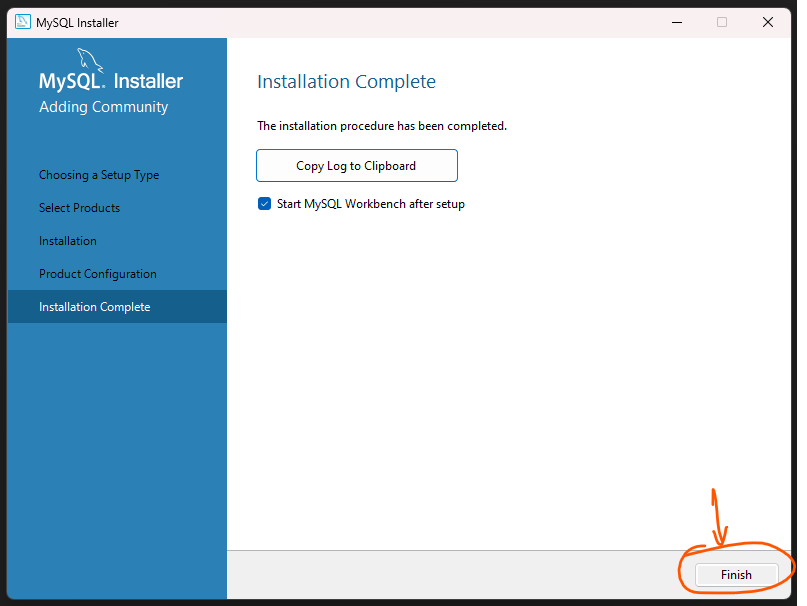 MySQL Installer
MySQL. Installer
Adding Community
Choosing a Setup Type
Select Products
Installation
Product Configuration
Installation Complete
Installation Complete
The installation procedure has been completed.
Copy Log to Clipboard
Start MySQL Workbench after setup
Finish